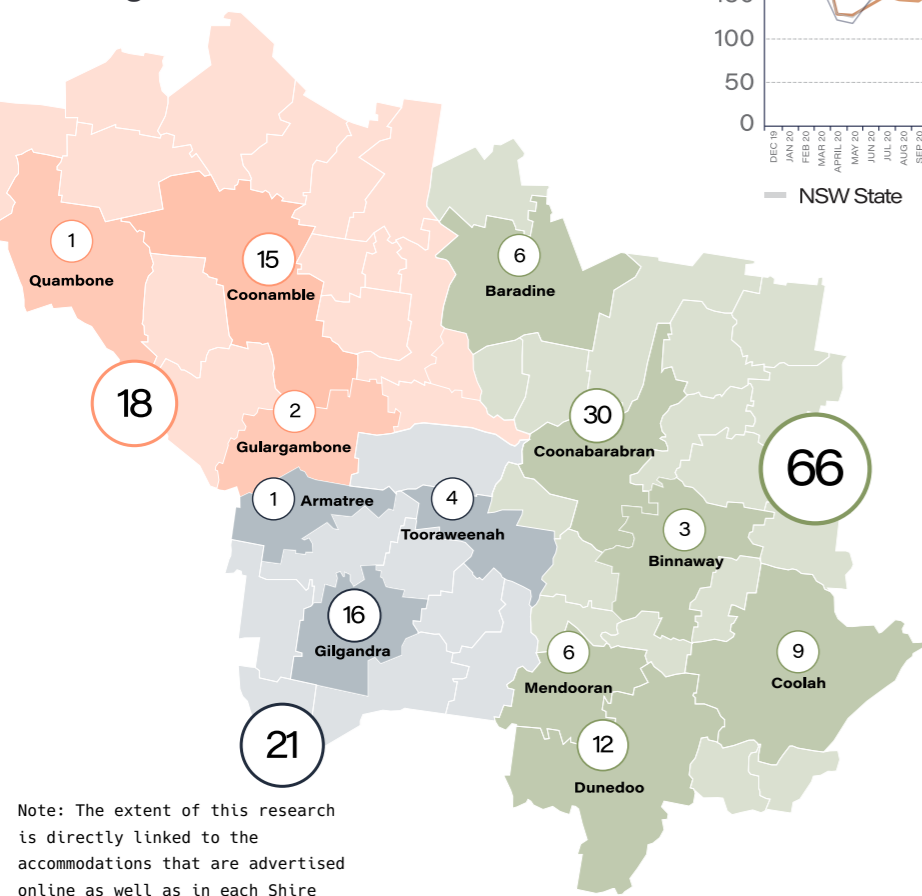 100
50
0
DEC 19
JAN 20
FEB 20
MAR 20
APRIL 20
MAY 20
JUN 20
JUL 20
AUG 20
SEP 20
NSW State
1
Quambone
15
Coonamble
6
Baradine
18
2
Gulargambone
30
Coonabarabran
66
1
Armatree
4
Tooraweenah
3
Binnaway
16
Gilgandra
6
Mendooran
9
Coolah
21
12
Dunedoo
Note: The extent of this research
is directly linked to the
accommodations that are advertised
online as well as in each Shire